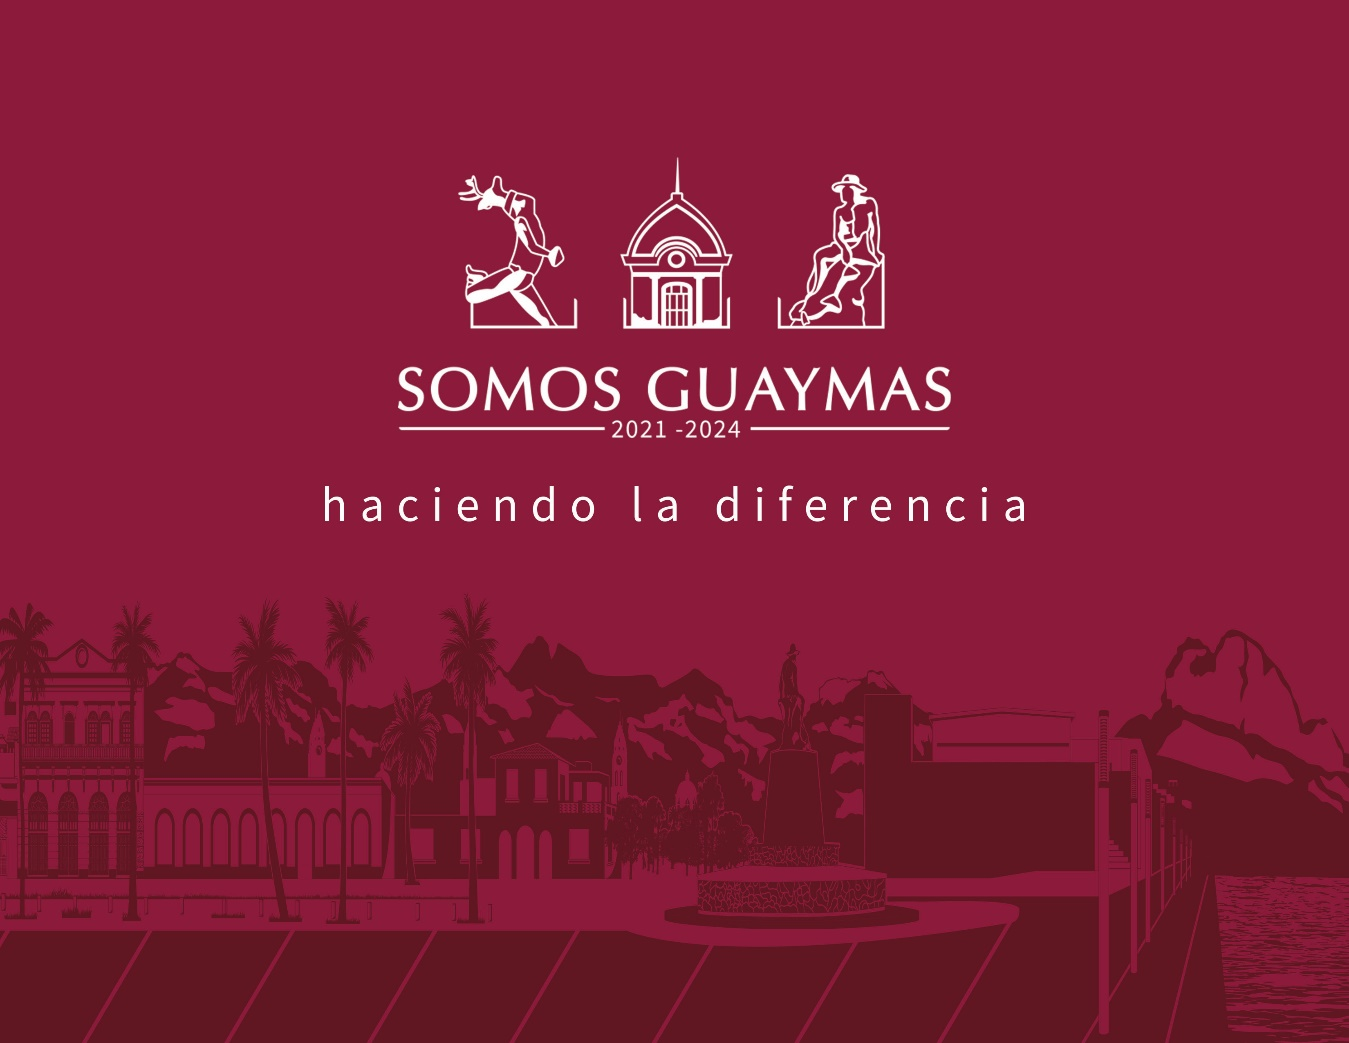 SOMOS GUAYMAS
2021 -2024
haciendo la diferencia